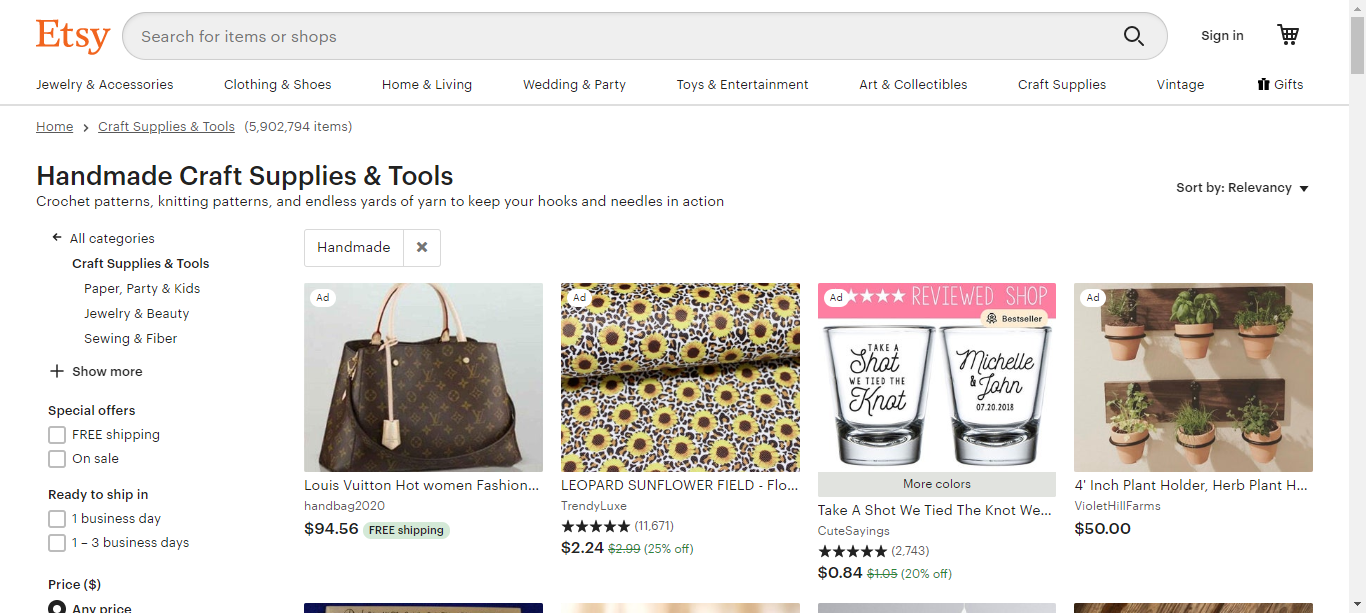 Etsy
Search for items or shops
Sign in
Jewelry & Accessories
Clothing & Shoes
Home & Living
Wedding & Party
Toys & Entertainment
Art & Collectibles
Craft Supplies
Vintage
Gifts
Home
Craft Supplies & Tools
(5,902,794 items)
Handmade Craft Supplies & Tools
Crochet patterns, knitting patterns, and endless yards of yarn to keep your hooks and needles in action
Sort by: Relevancy
All categories
Craft Supplies & Tools
Paper, Party & Kids
Jewelry & Beauty
Sewing & Fiber
Show more
Special offers
FREE shipping
On sale
Ready to ship in
1 business day
1 – 3 business days
Price ($)
Any price
Handmade
Ad
Louis Vuitton Hot women Fashion...
handbag2020
$94.56 FREE shipping
Ad
LEOPARD SUNFLOWER FIELD - Flo...
TrendyLuxe
(11,671)
$2.24 $2.99 (25% off)
Ad
REVIEWED SHOP
Bestseller
TAKE A
Shot
WE TIED THE
Knot
Michelle
& John
07.20.2018
More colors
Take A Shot We Tied The Knot We...
CuteSayings
(2,743)
$0.84 $1.05 (20% off)
Ad
4' Inch Plant Holder, Herb Plant H...
VioletHillFarms
$50.00